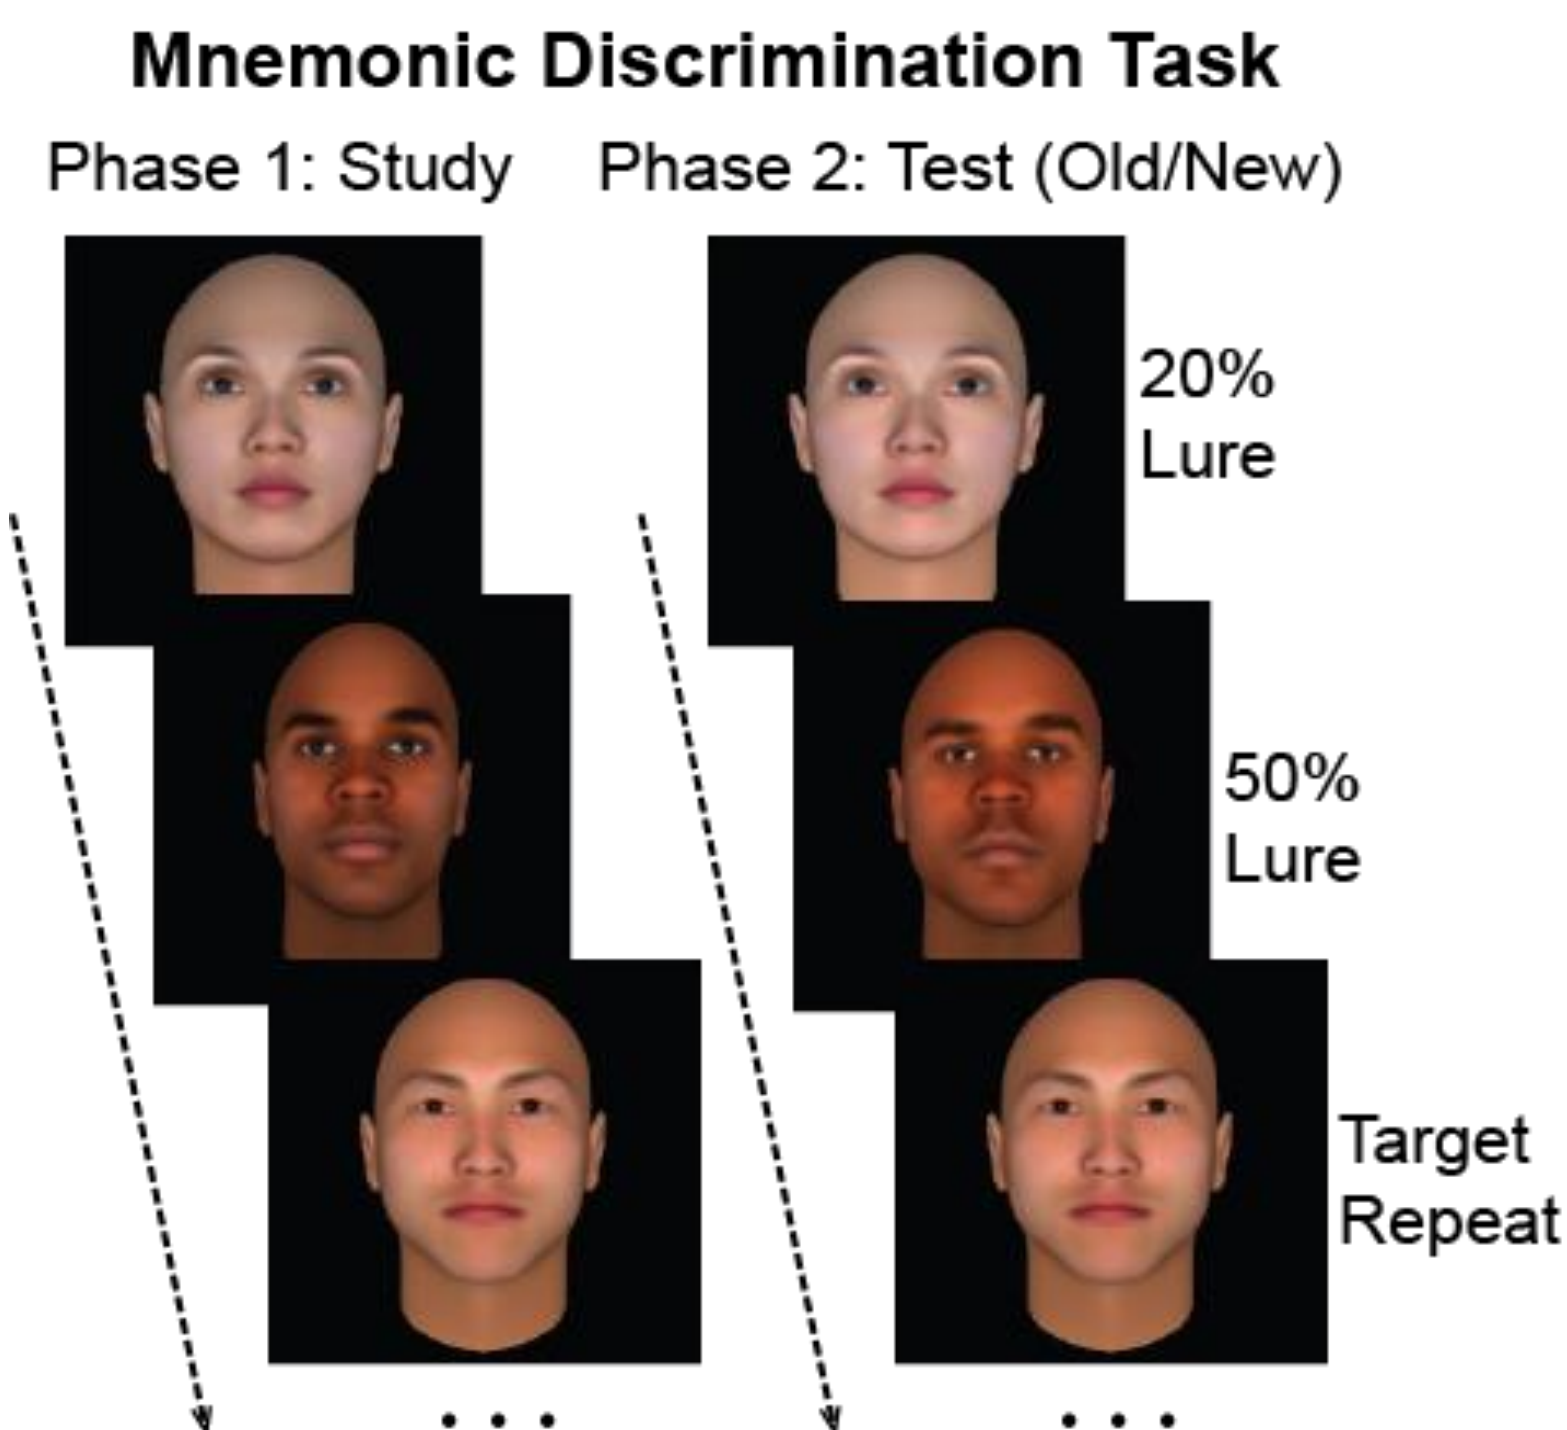 Mnemonic Discrimination Task
Phase 1: Study
Phase 2: Test (Old/New)
20%
Lure
50%
Lure
Target
Repeat